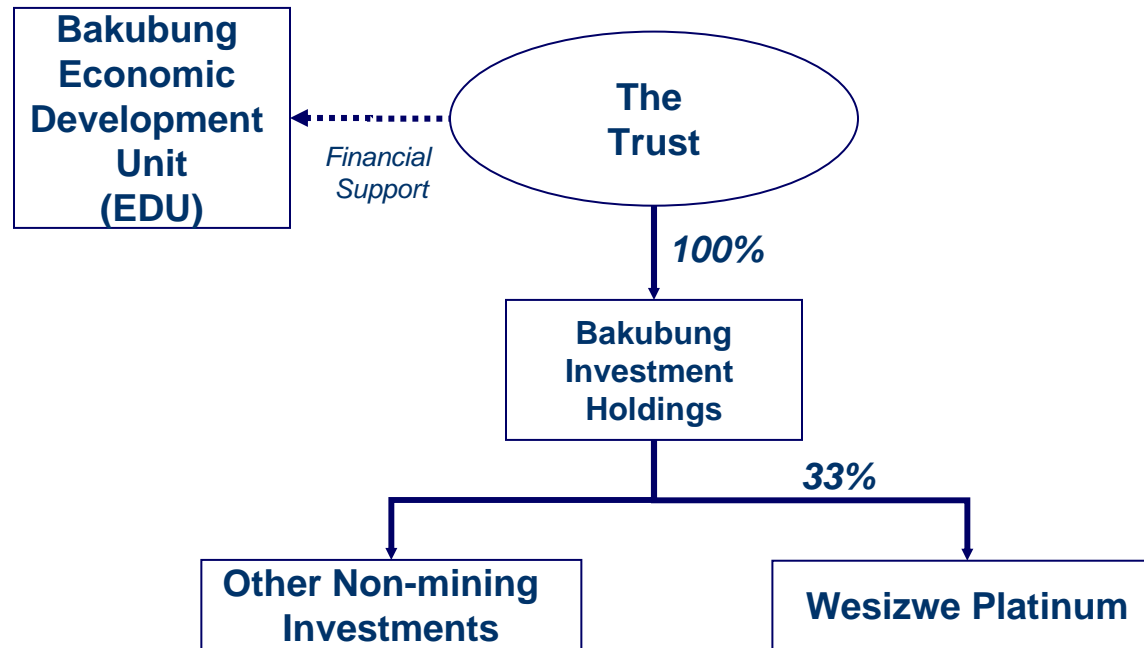 Bakubung
Economic
Development
Unit
(EDU)
The
Trust
Financial
Support
100%
Bakubung
Investment
Holdings
33%
Other Non-mining
Investments
Wesizwe Platinum